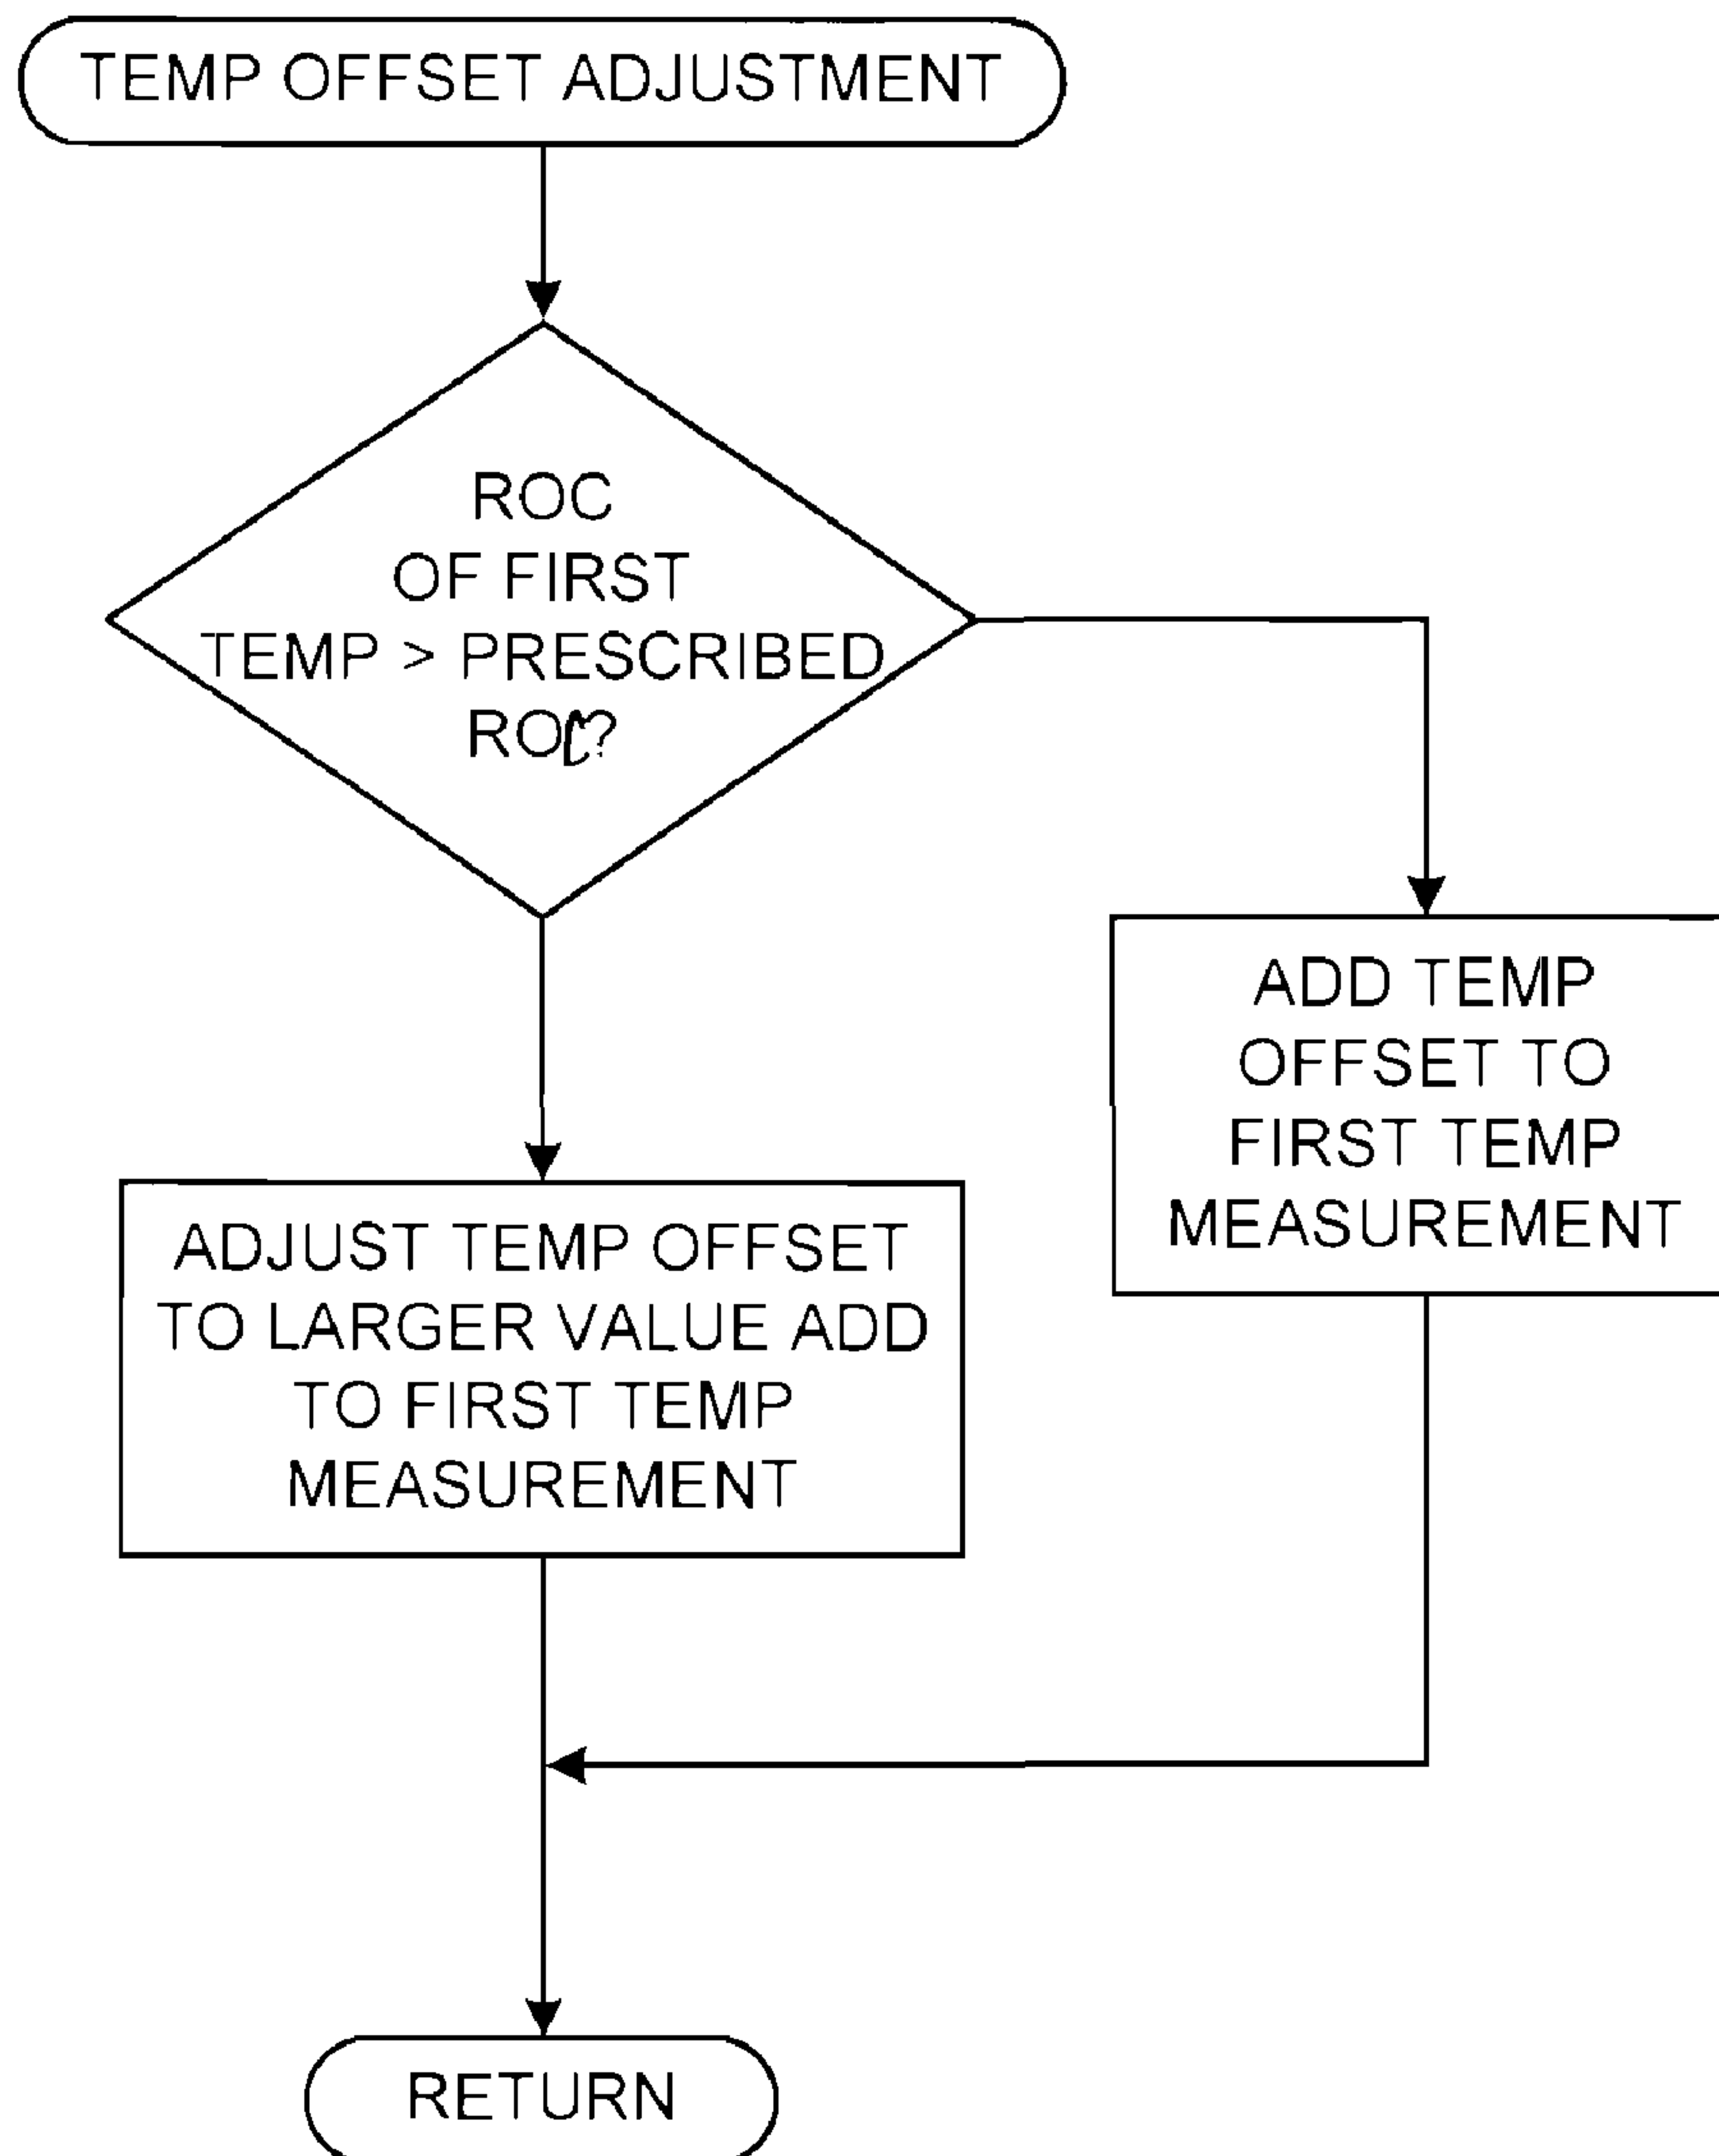 TEMP OFFSET ADJUSTMENT
ROC
OF FIRST
TEMP > PRESCRIBED
ROC?
ADD TEMP
OFFSET TO
FIRST TEMP
MEASUREMENT
ADJUST TEMP OFFSET
TO LARGER VALUE ADD
TO FIRST TEMP
MEASUREMENT
RETURN